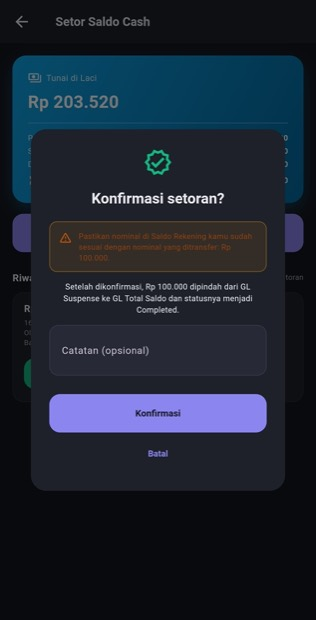 Setor Saldo Cash
Tunai di Laci
Rp 203.520
Konfirmasi setoran?
Pastikan nominal di Saldo Rekening kamu sudah
sesuai dengan nominal yang ditransfer: Rp
100.000.
Setelah dikonfirmasi, Rp 100.000 dipindah dari GL
Suspense ke GL Total Saldo dan statusnya menjadi
Completed.
Catatan (opsional)
Konfirmasi
Batal